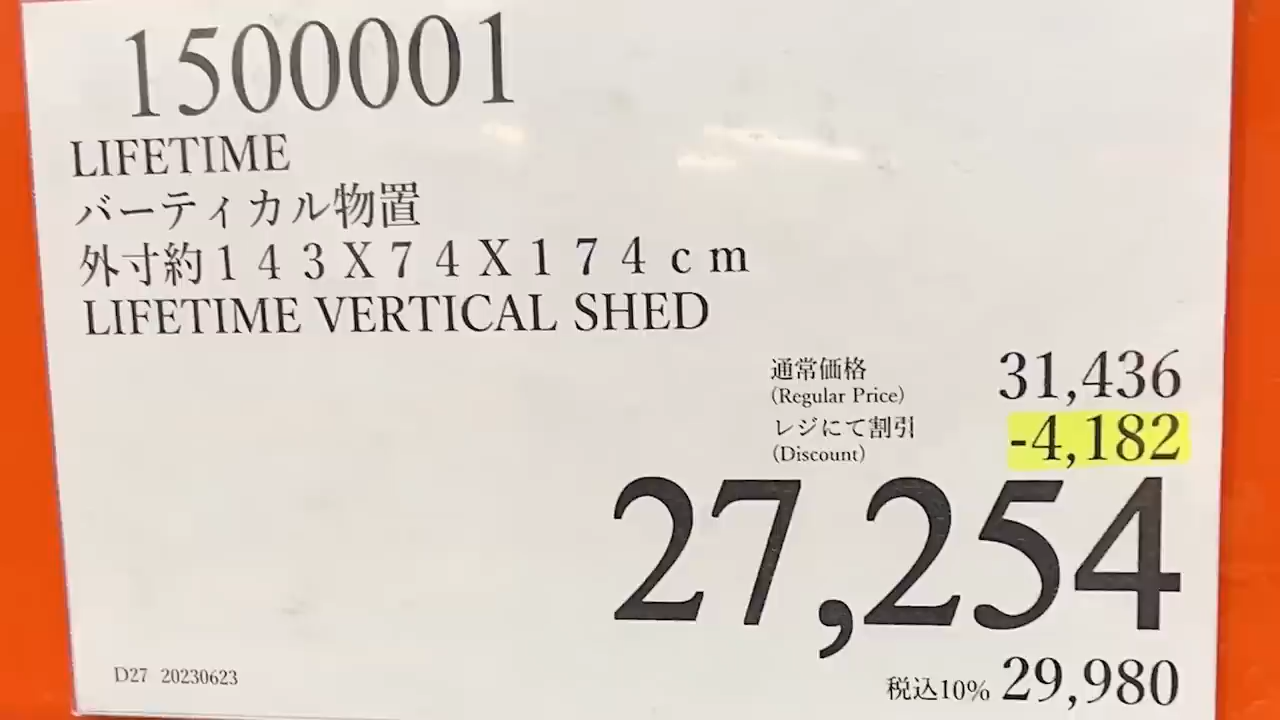 1500001
LIFETIME
バーティカル物置
外寸約143X74X174cm
LIFETIME VERTICAL SHED
通常価格 31,436
(Regular Price)
レジにて割引 -4,182
(Discount)
27,254
税込10% 29,980
D27 20230623